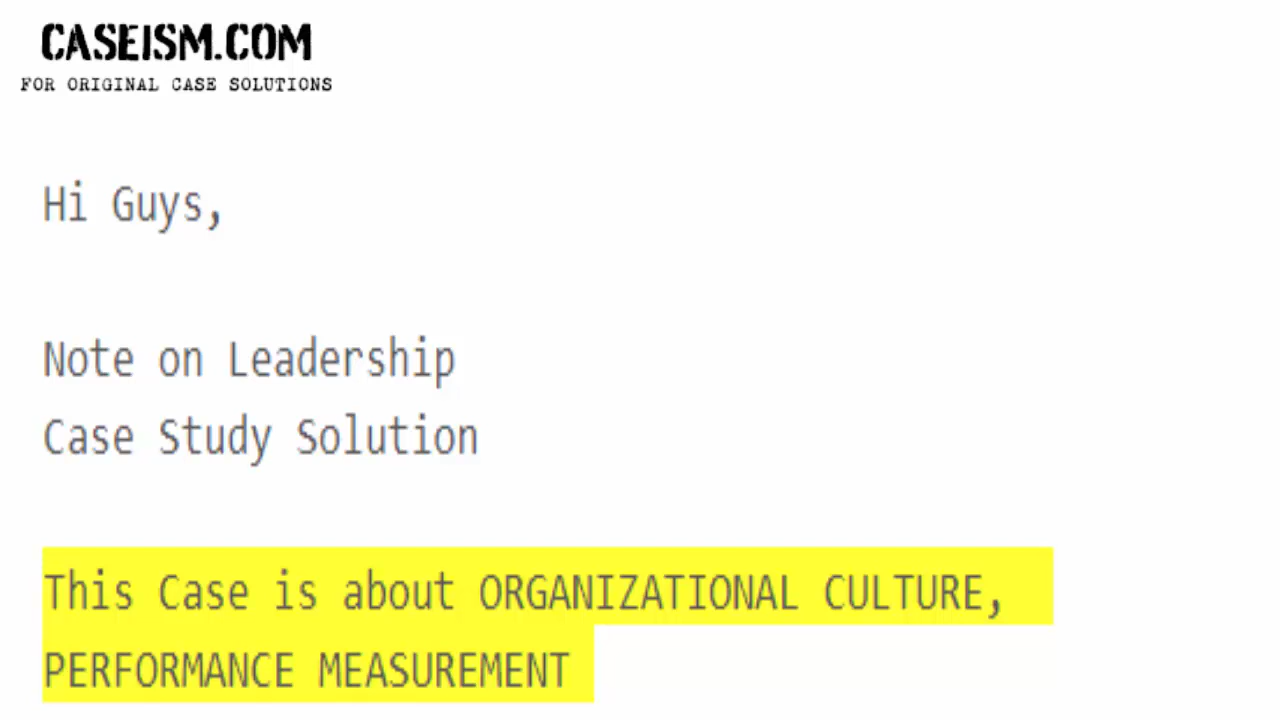 CASEISM.COM
FOR ORIGINAL CASE SOLUTIONS
Hi Guys,
Note on Leadership
Case Study Solution
This Case is about ORGANIZATIONAL CULTURE,
PERFORMANCE MEASUREMENT